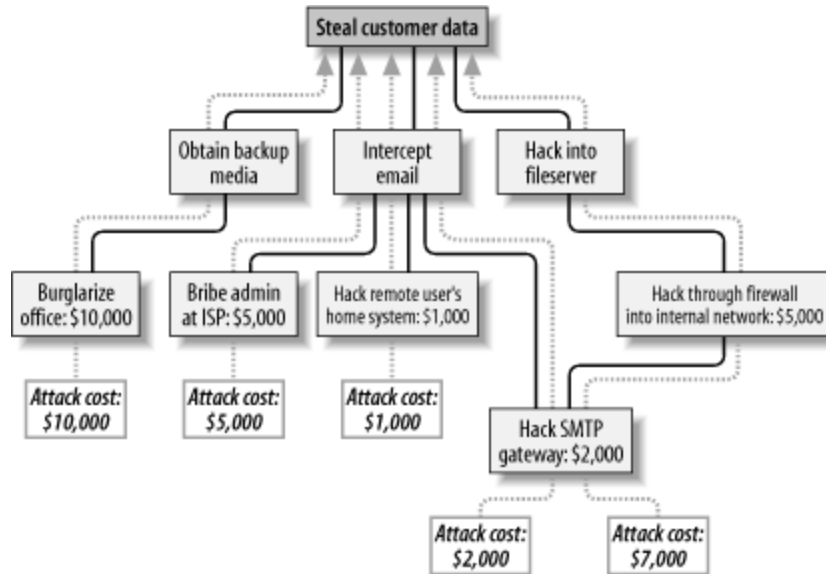 Steal customer data
Obtain backup
media
Intercept
email
Hack into
fileserver
Burglarize
office: $10,000
Bribe admin
at ISP: $5,000
Hack remote user's
home system: $1,000
Hack through firewall
into internal network: $5,000
Attack cost:
$10,000
Attack cost:
$5,000
Attack cost:
$1,000
Hack SMTP
gateway: $2,000
Attack cost:
$2,000
Attack cost:
$7,000